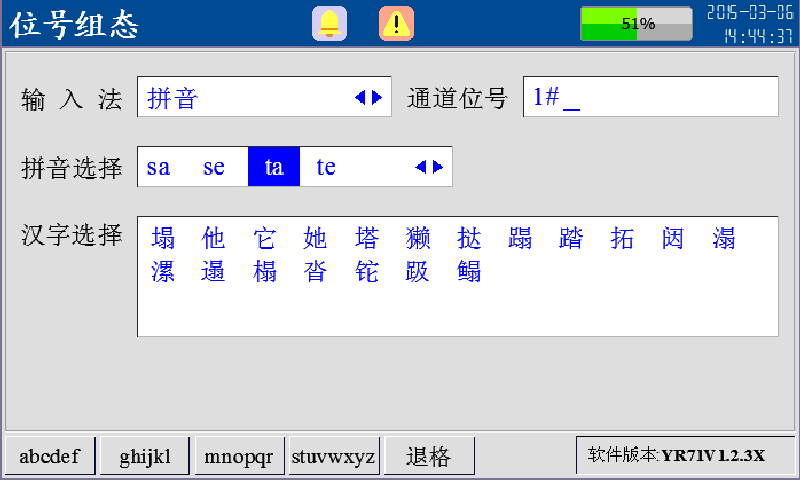 位号组态 51% 2015-03-06
14:44:37
输入法 拼音 通道位号 1#_
拼音选择 sa se ta te
汉字选择 塌 他 它 她 塔 獭 挞 蹋 踏 拓 闼 溻
漯 遢 榻 沓 铊 趿 鳎
abcdef ghijkl mnopqr stuvwxyz 退格 软件版本:YR71V1.2.3X